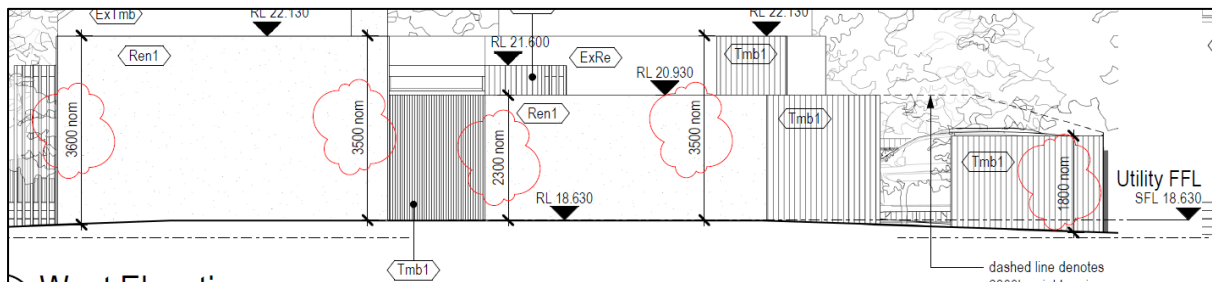 ExTmb
RL 22.130
RL 22.130
Ren1
RL 21.600
ExRe
Tmb1
RL 20.930
3600 nom
3500 nom
2300 nom
Ren1
3500 nom
Tmb1
Tmb1
1800 nom
Utility FFL
SFL 18.630
RL 18.630
Tmb1
dashed line denotes
West Elevati